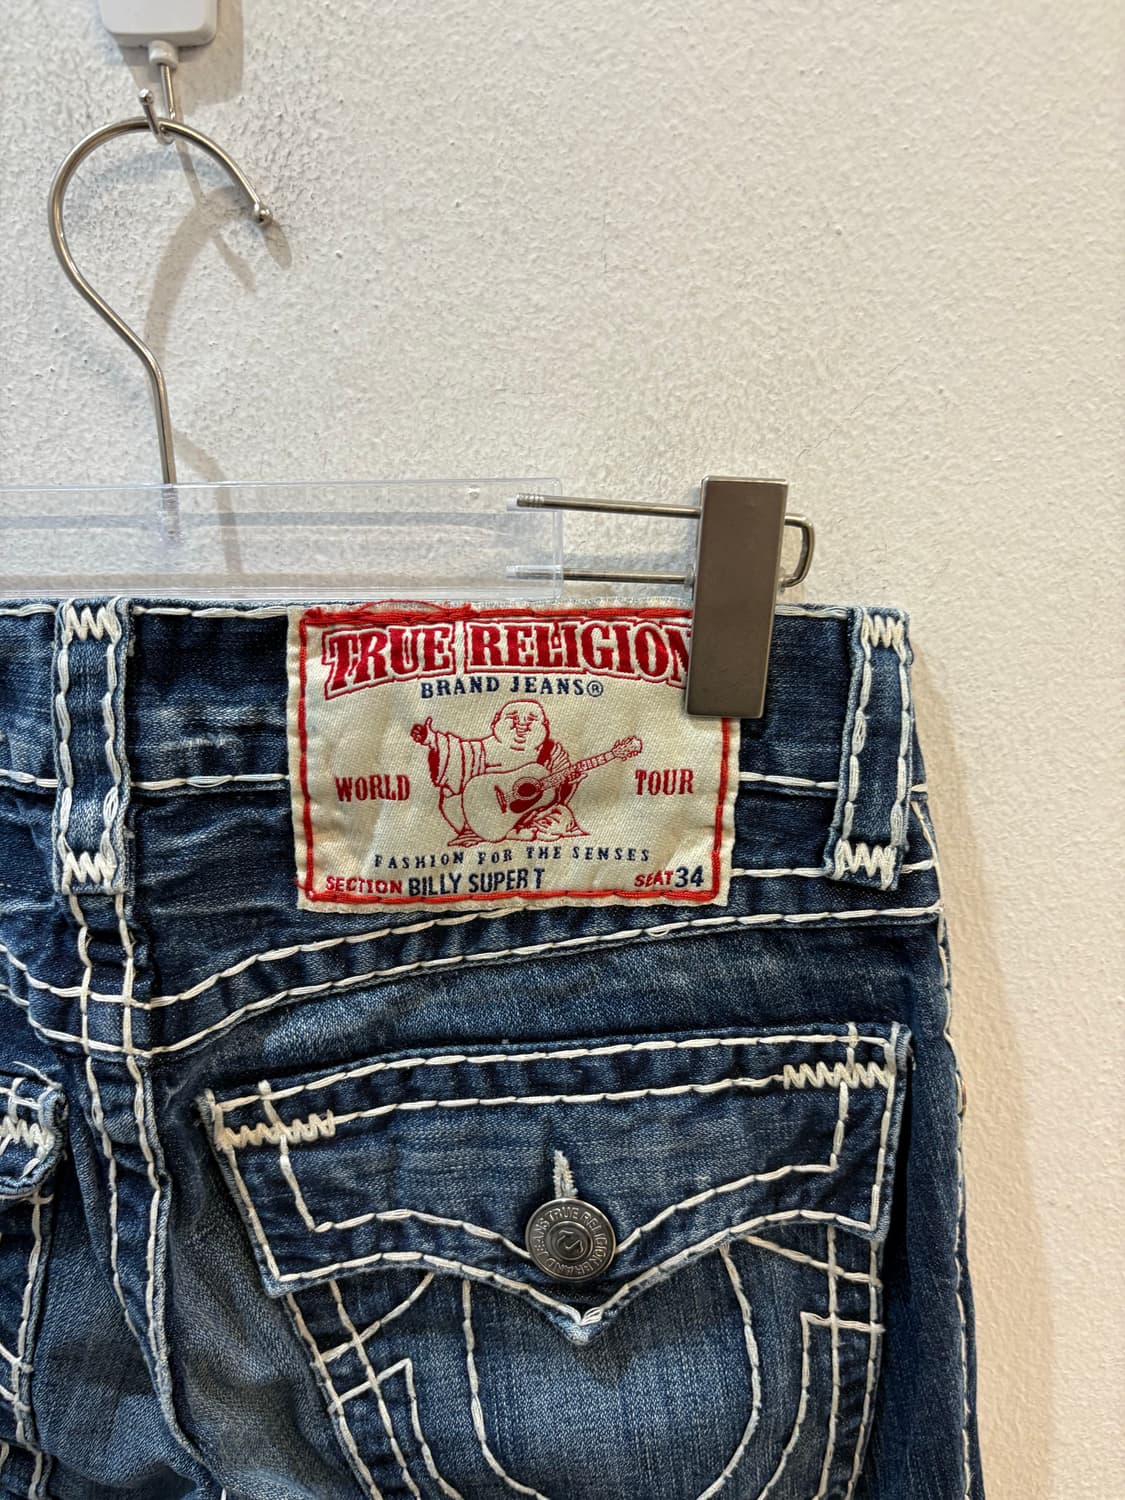 TRUE RELIGION
BRAND JEANS®
WORLD TOUR
FASHION FOR THE SENSES
SECTION BILLY SUPER T SEAT 34
TRUE RELIGION BRAND JEANS